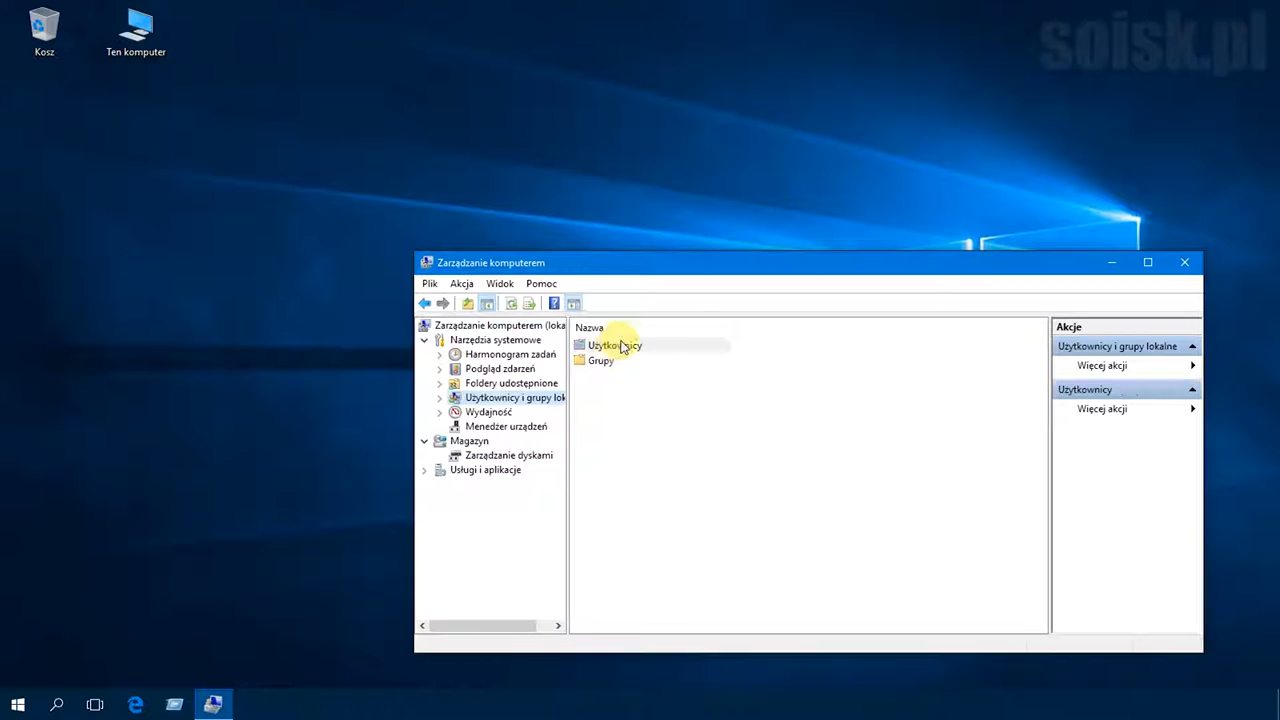 soisk.pl
Kosz
Ten komputer
Zarządzanie komputerem
Plik Akcja Widok Pomoc
Zarządzanie komputerem (loka
Narzędzia systemowe
Harmonogram zadań
Podgląd zdarzeń
Foldery udostępnione
Użytkownicy i grupy lok
Wydajność
Menedżer urządzeń
Magazyn
Zarządzanie dyskami
Usługi i aplikacje
Nazwa
Użytkownicy
Grupy
Akcje
Użytkownicy i grupy lokalne
Więcej akcji
Użytkownicy
Więcej akcji